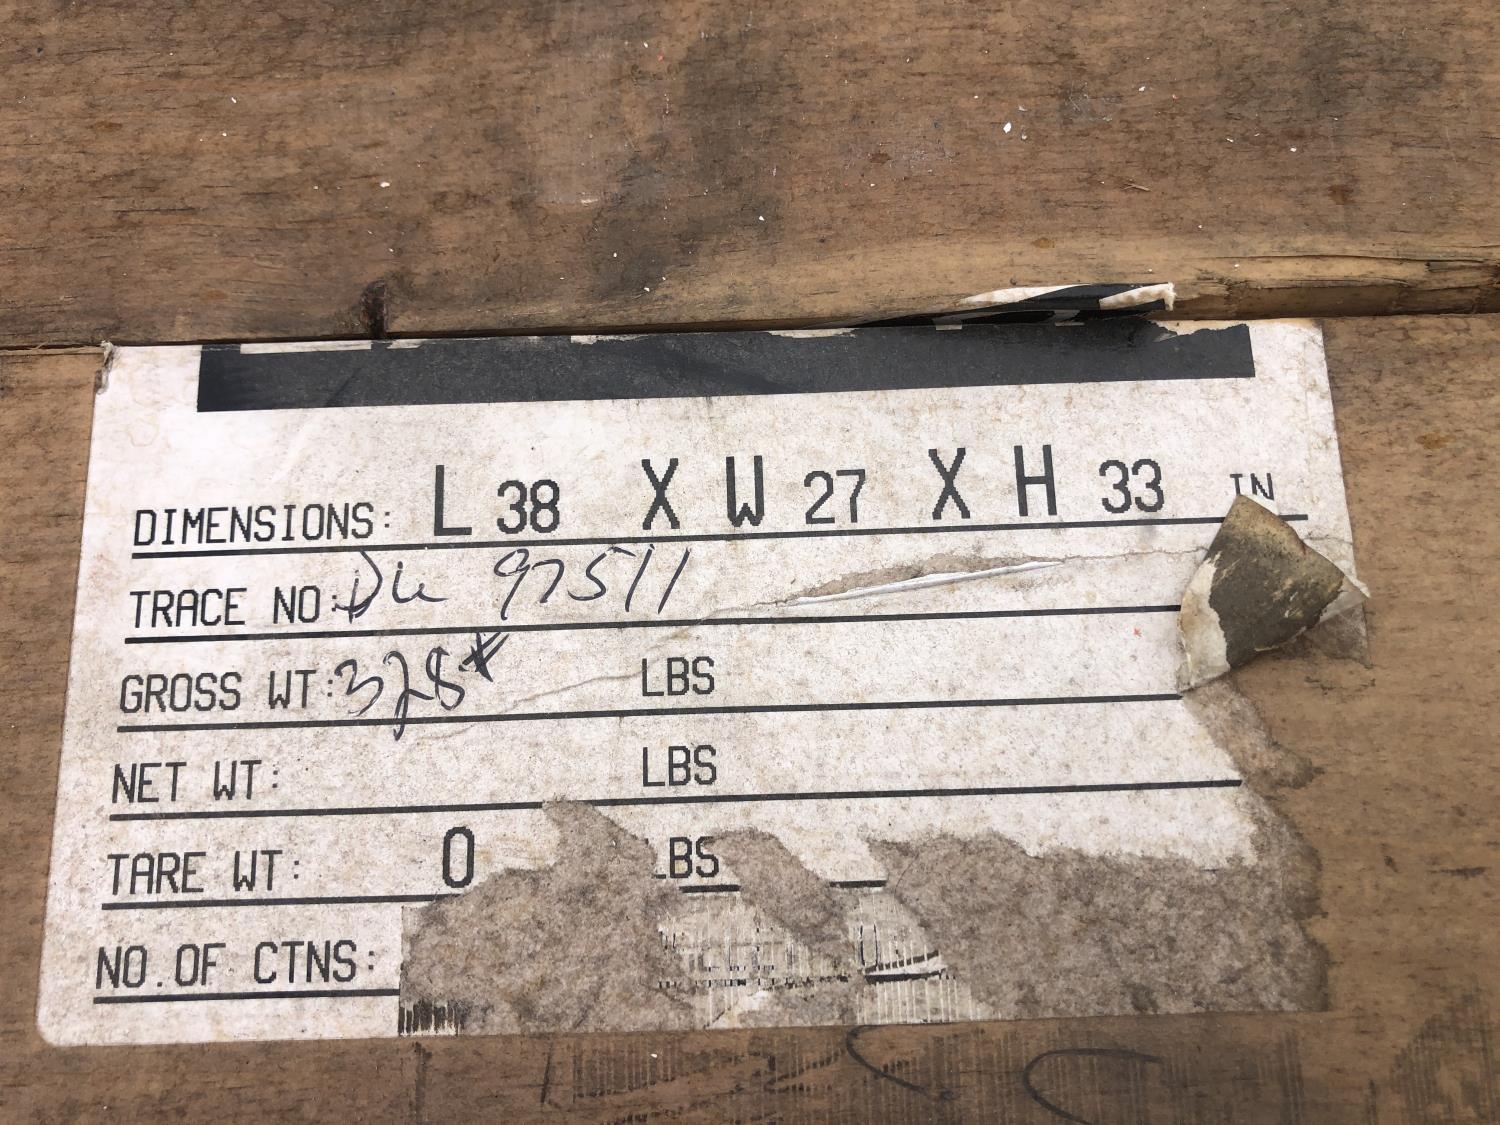 DIMENSIONS: L 38 X W 27 X H 33 IN
TRACE NO: 97511
GROSS WT: 328# LBS
NET WT: LBS
TARE WT: 0 LBS
NO. OF CTNS: